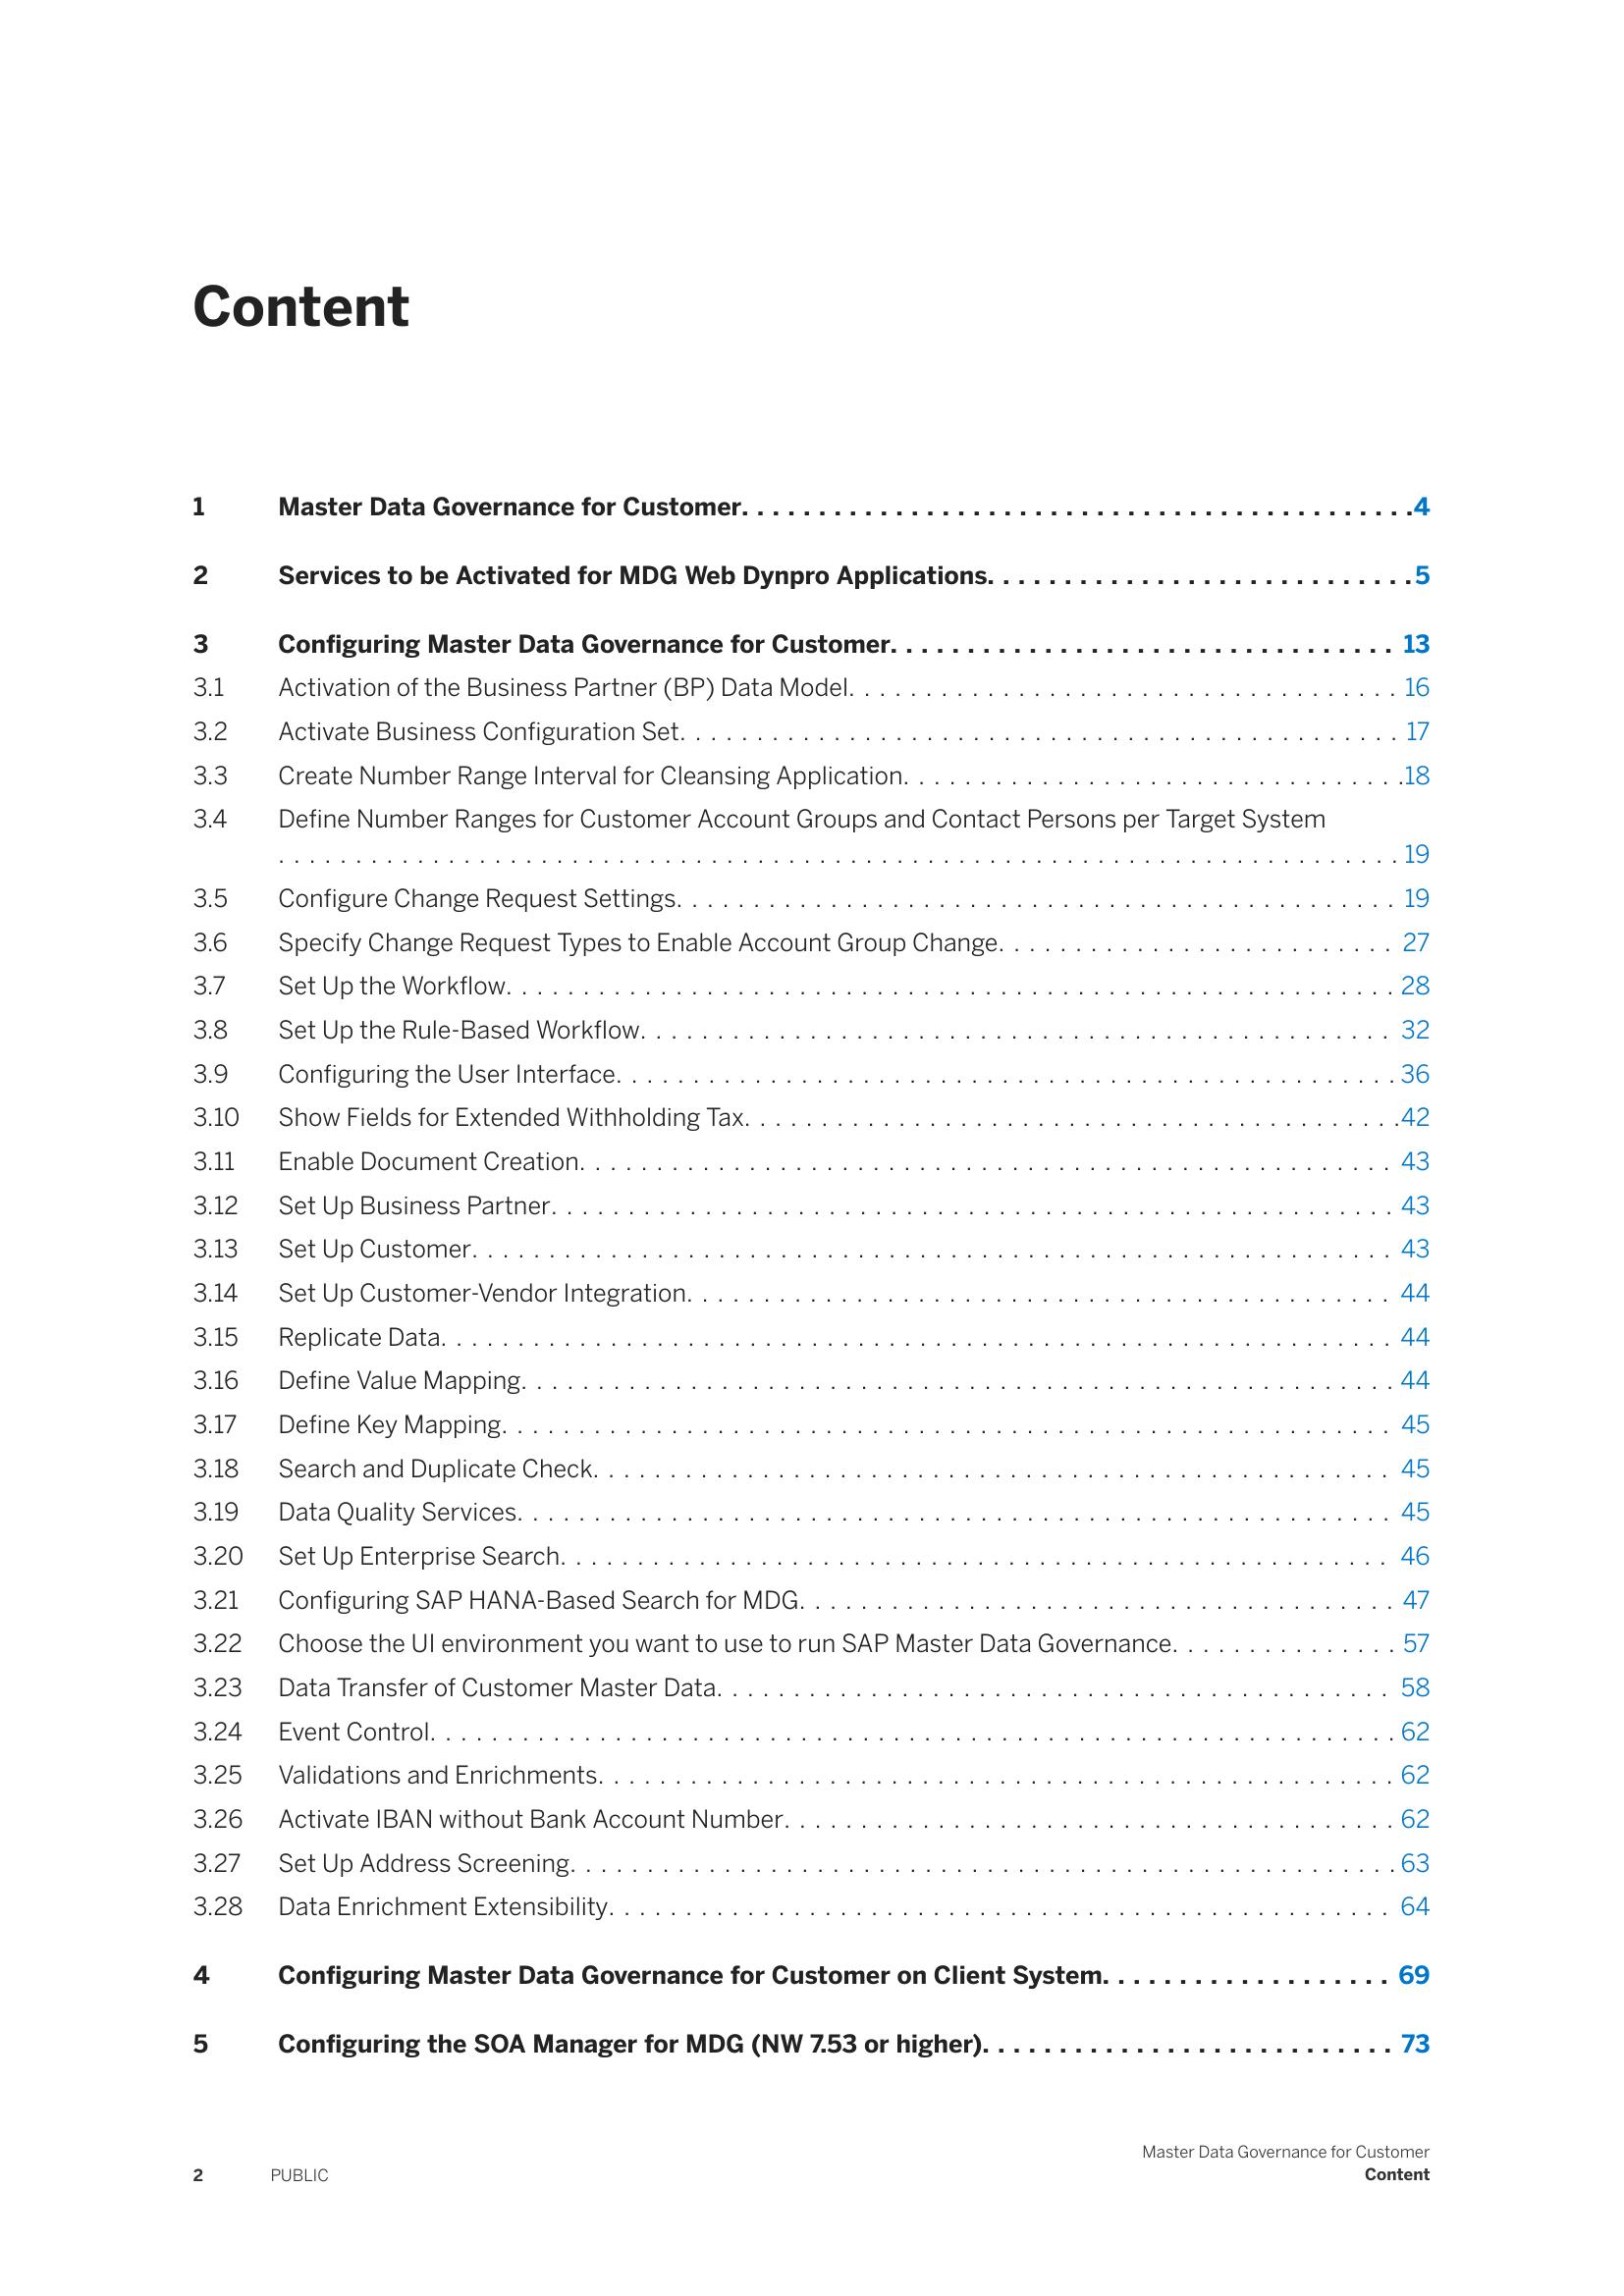 Content
1 Master Data Governance for Customer. . . . . . . . . . . . . . . . . . . . . . . . . . . . . . . . . . . . . . . . . . . .4
2 Services to be Activated for MDG Web Dynpro Applications. . . . . . . . . . . . . . . . . . . . . . . . . . . .5
3 Configuring Master Data Governance for Customer. . . . . . . . . . . . . . . . . . . . . . . . . . . . . . . . . 13
3.1 Activation of the Business Partner (BP) Data Model. . . . . . . . . . . . . . . . . . . . . . . . . . . . . . . . . . . . 16
3.2 Activate Business Configuration Set. . . . . . . . . . . . . . . . . . . . . . . . . . . . . . . . . . . . . . . . . . . . . . . 17
3.3 Create Number Range Interval for Cleansing Application. . . . . . . . . . . . . . . . . . . . . . . . . . . . . . . . .18
3.4 Define Number Ranges for Customer Account Groups and Contact Persons per Target System
. . . . . . . . . . . . . . . . . . . . . . . . . . . . . . . . . . . . . . . . . . . . . . . . . . . . . . . . . . . . . . . . . . . . . . . . . 19
3.5 Configure Change Request Settings. . . . . . . . . . . . . . . . . . . . . . . . . . . . . . . . . . . . . . . . . . . . . . . 19
3.6 Specify Change Request Types to Enable Account Group Change. . . . . . . . . . . . . . . . . . . . . . . . . . 27
3.7 Set Up the Workflow. . . . . . . . . . . . . . . . . . . . . . . . . . . . . . . . . . . . . . . . . . . . . . . . . . . . . . . . . . 28
3.8 Set Up the Rule-Based Workflow. . . . . . . . . . . . . . . . . . . . . . . . . . . . . . . . . . . . . . . . . . . . . . . . . 32
3.9 Configuring the User Interface. . . . . . . . . . . . . . . . . . . . . . . . . . . . . . . . . . . . . . . . . . . . . . . . . . . 36
3.10 Show Fields for Extended Withholding Tax. . . . . . . . . . . . . . . . . . . . . . . . . . . . . . . . . . . . . . . . . . .42
3.11 Enable Document Creation. . . . . . . . . . . . . . . . . . . . . . . . . . . . . . . . . . . . . . . . . . . . . . . . . . . . . 43
3.12 Set Up Business Partner. . . . . . . . . . . . . . . . . . . . . . . . . . . . . . . . . . . . . . . . . . . . . . . . . . . . . . . 43
3.13 Set Up Customer. . . . . . . . . . . . . . . . . . . . . . . . . . . . . . . . . . . . . . . . . . . . . . . . . . . . . . . . . . . . 43
3.14 Set Up Customer-Vendor Integration. . . . . . . . . . . . . . . . . . . . . . . . . . . . . . . . . . . . . . . . . . . . . . 44
3.15 Replicate Data. . . . . . . . . . . . . . . . . . . . . . . . . . . . . . . . . . . . . . . . . . . . . . . . . . . . . . . . . . . . . . 44
3.16 Define Value Mapping. . . . . . . . . . . . . . . . . . . . . . . . . . . . . . . . . . . . . . . . . . . . . . . . . . . . . . . . . 44
3.17 Define Key Mapping. . . . . . . . . . . . . . . . . . . . . . . . . . . . . . . . . . . . . . . . . . . . . . . . . . . . . . . . . . 45
3.18 Search and Duplicate Check. . . . . . . . . . . . . . . . . . . . . . . . . . . . . . . . . . . . . . . . . . . . . . . . . . . . 45
3.19 Data Quality Services. . . . . . . . . . . . . . . . . . . . . . . . . . . . . . . . . . . . . . . . . . . . . . . . . . . . . . . . . 45
3.20 Set Up Enterprise Search. . . . . . . . . . . . . . . . . . . . . . . . . . . . . . . . . . . . . . . . . . . . . . . . . . . . . . 46
3.21 Configuring SAP HANA-Based Search for MDG. . . . . . . . . . . . . . . . . . . . . . . . . . . . . . . . . . . . . . . 47
3.22 Choose the UI environment you want to use to run SAP Master Data Governance. . . . . . . . . . . . . . . 57
3.23 Data Transfer of Customer Master Data. . . . . . . . . . . . . . . . . . . . . . . . . . . . . . . . . . . . . . . . . . . . 58
3.24 Event Control. . . . . . . . . . . . . . . . . . . . . . . . . . . . . . . . . . . . . . . . . . . . . . . . . . . . . . . . . . . . . . . 62
3.25 Validations and Enrichments. . . . . . . . . . . . . . . . . . . . . . . . . . . . . . . . . . . . . . . . . . . . . . . . . . . . 62
3.26 Activate IBAN without Bank Account Number. . . . . . . . . . . . . . . . . . . . . . . . . . . . . . . . . . . . . . . . 62
3.27 Set Up Address Screening. . . . . . . . . . . . . . . . . . . . . . . . . . . . . . . . . . . . . . . . . . . . . . . . . . . . . . 63
3.28 Data Enrichment Extensibility. . . . . . . . . . . . . . . . . . . . . . . . . . . . . . . . . . . . . . . . . . . . . . . . . . . 64
4 Configuring Master Data Governance for Customer on Client System. . . . . . . . . . . . . . . . . . . 69
5 Configuring the SOA Manager for MDG (NW 7.53 or higher). . . . . . . . . . . . . . . . . . . . . . . . . . . 73
Master Data Governance for Customer
2 PUBLIC Content